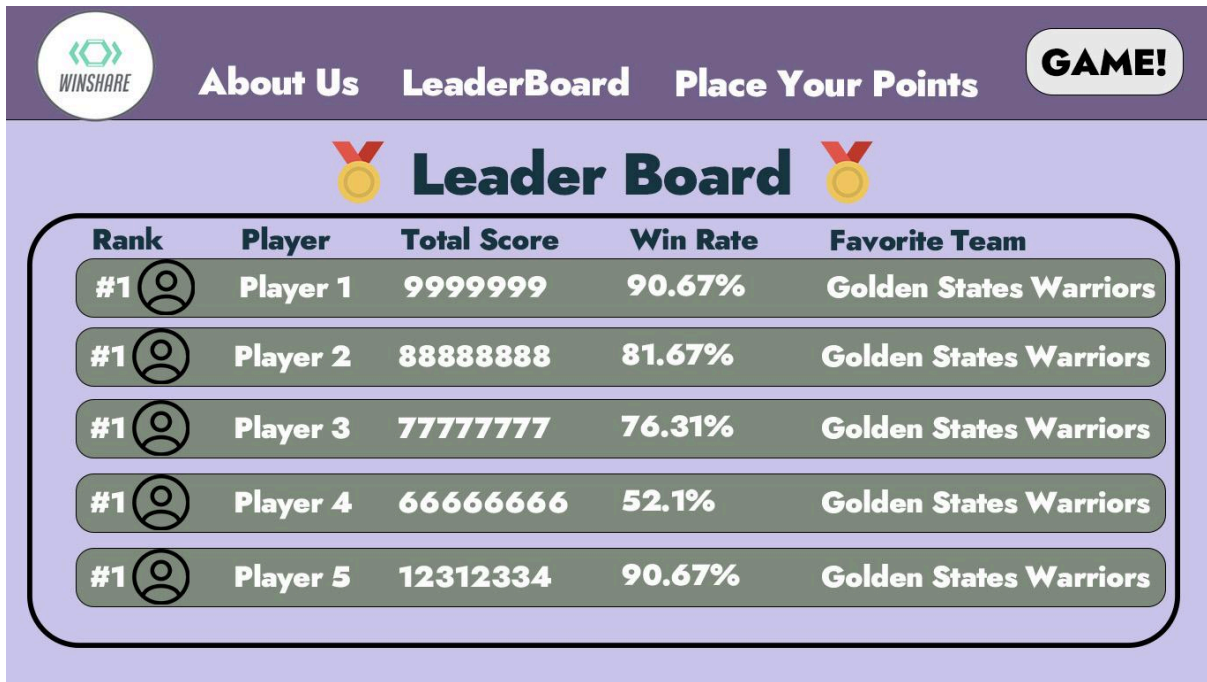 WINSHARE
About Us LeaderBoard Place Your Points GAME!
Leader Board
Rank Player Total Score Win Rate Favorite Team
#1 Player 1 9999999 90.67% Golden States Warriors
#1 Player 2 88888888 81.67% Golden States Warriors
#1 Player 3 77777777 76.31% Golden States Warriors
#1 Player 4 66666666 52.1% Golden States Warriors
#1 Player 5 12312334 90.67% Golden States Warriors